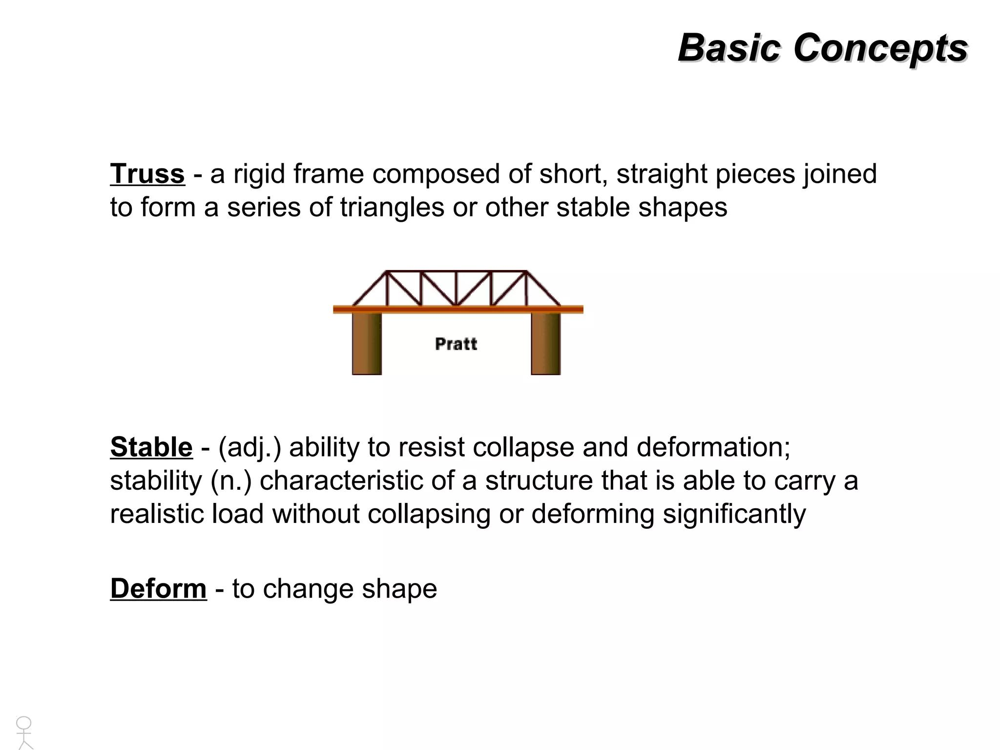 Basic Concepts
Truss - a rigid frame composed of short, straight pieces joined
to form a series of triangles or other stable shapes
Pratt
Stable - (adj.) ability to resist collapse and deformation;
stability (n.) characteristic of a structure that is able to carry a
realistic load without collapsing or deforming significantly
Deform - to change shape